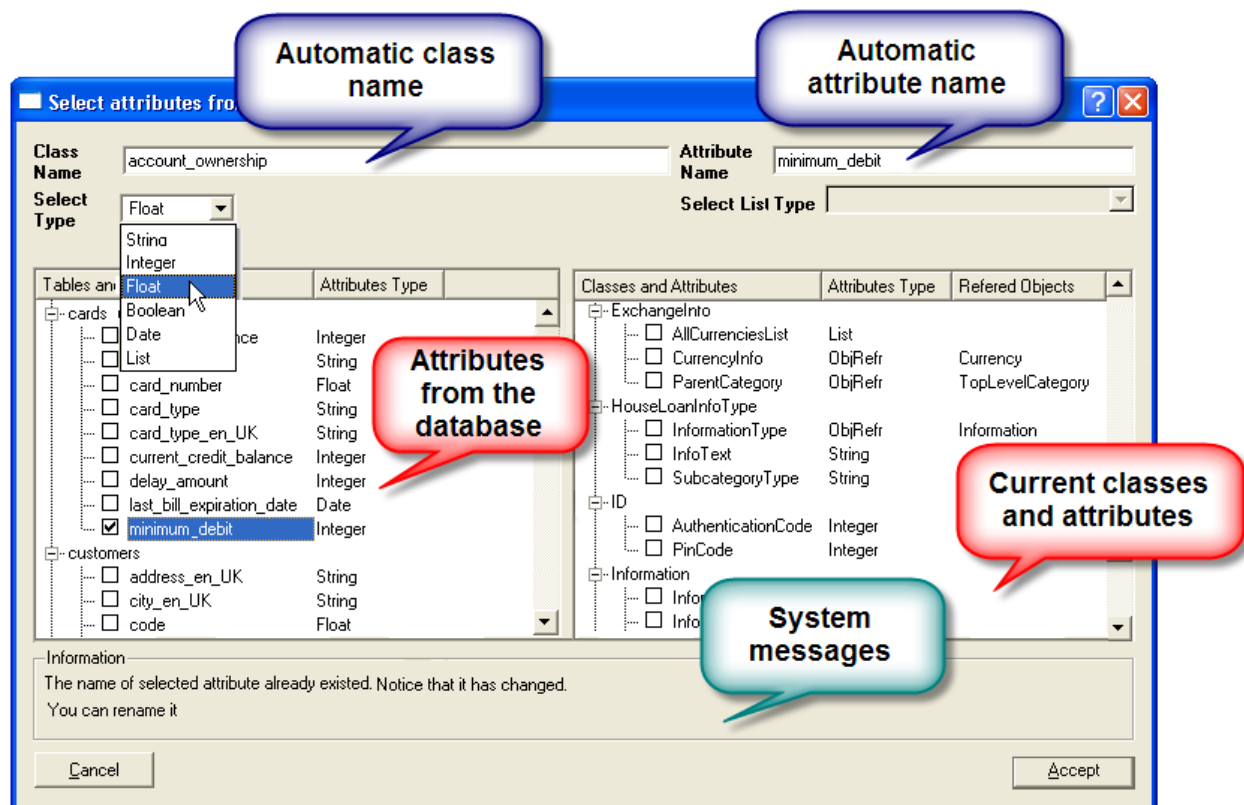 Automatic class
name
Automatic
attribute name
Select attributes fro
Class
Name
account_ownership
Attribute
Name
minimum_debit
Select
Type
Float
Select List Type
String
Integer
Float
Boolean
Date
List
Tables an
Attributes Type
cards
nce Integer
String
card_number Float
card_type String
card_type_en_UK String
current_credit_balance Integer
delay_amount Integer
last_bill_expiration_date Date
minimum_debit Integer
customers
address_en_UK String
city_en_UK String
code Float
Attributes
from the
database
Classes and Attributes Attributes Type Refered Objects
ExchangeInfo
AllCurrenciesList List
CurrencyInfo ObjRefr Currency
ParentCategory ObjRefr TopLevelCategory
HouseLoanInfoType
InformationType ObjRefr Information
InfoText String
SubcategoryType String
ID
AuthenticationCode Integer
PinCode Integer
Information
Infor
Info
Current classes
and attributes
System
messages
Information
The name of selected attribute already existed. Notice that it has changed.
You can rename it
Cancel
Accept